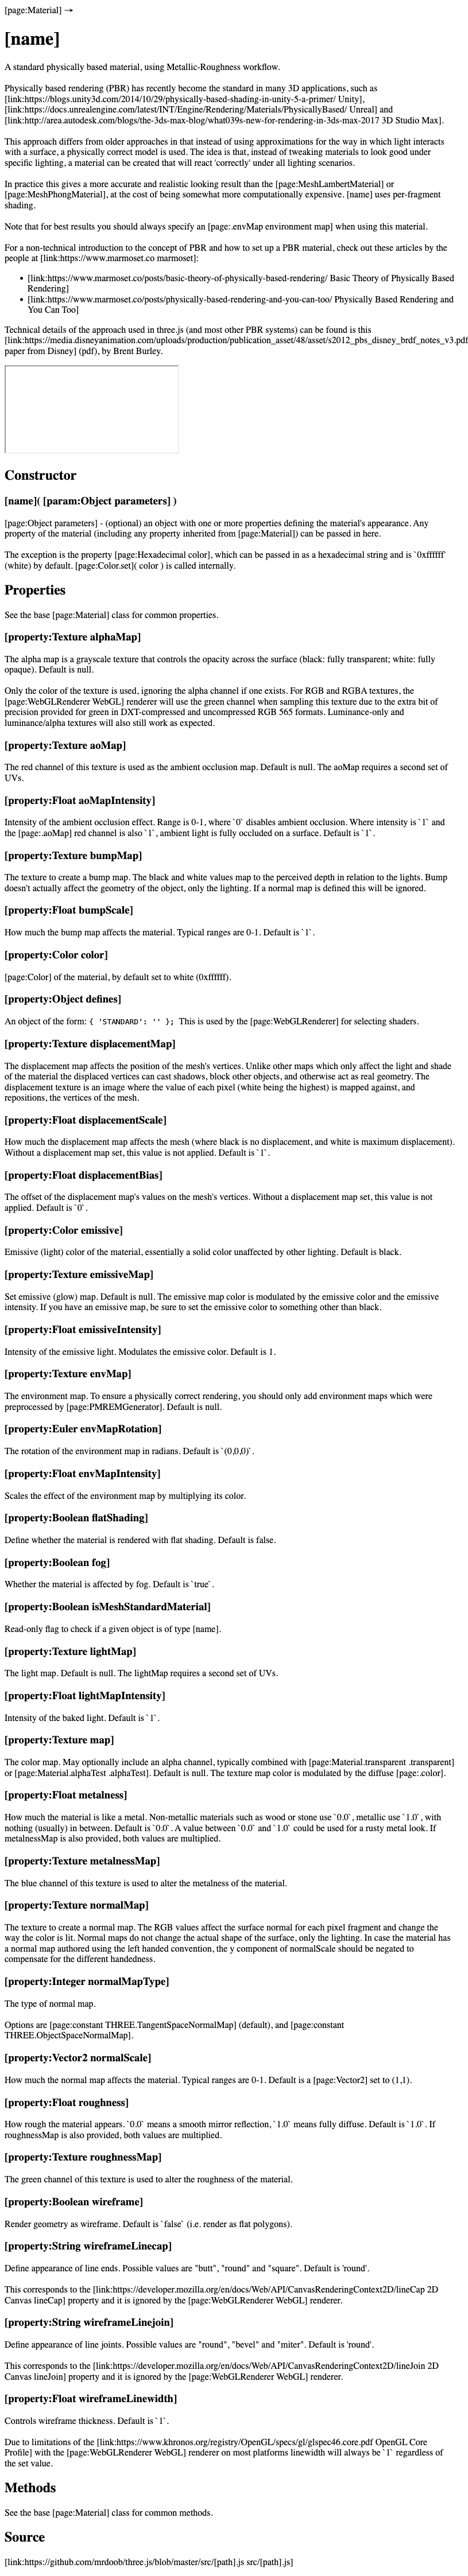 [page:Material] →
[name]
A standard physically based material, using Metallic-Roughness workflow.
Physically based rendering (PBR) has recently become the standard in many 3D applications, such as
[link:https://blogs.unity3d.com/2014/10/29/physically-based-shading-in-unity-5-a-primer/ Unity],
[link:https://docs.unrealengine.com/latest/INT/Engine/Rendering/Materials/PhysicallyBased/ Unreal] and
[link:http://area.autodesk.com/blogs/the-3ds-max-blog/what039s-new-for-rendering-in-3ds-max-2017 3D Studio Max].
This approach differs from older approaches in that instead of using approximations for the way in which light interacts
with a surface, a physically correct model is used. The idea is that, instead of tweaking materials to look good under
specific lighting, a material can be created that will react 'correctly' under all lighting scenarios.
In practice this gives a more accurate and realistic looking result than the [page:MeshLambertMaterial] or
[page:MeshPhongMaterial], at the cost of being somewhat more computationally expensive. [name] uses per-fragment
shading.
Note that for best results you should always specify an [page:.envMap environment map] when using this material.
For a non-technical introduction to the concept of PBR and how to set up a PBR material, check out these articles by the
people at [link:https://www.marmoset.co marmoset]:
• [link:https://www.marmoset.co/posts/basic-theory-of-physically-based-rendering/ Basic Theory of Physically Based
Rendering]
• [link:https://www.marmoset.co/posts/physically-based-rendering-and-you-can-too/ Physically Based Rendering and
You Can Too]
Technical details of the approach used in three.js (and most other PBR systems) can be found is this
[link:https://media.disneyanimation.com/uploads/production/publication_asset/48/asset/s2012_pbs_disney_brdf_notes_v3.pdf
paper from Disney] (pdf), by Brent Burley.
Constructor
[name]( [param:Object parameters] )
[page:Object parameters] - (optional) an object with one or more properties defining the material's appearance. Any
property of the material (including any property inherited from [page:Material]) can be passed in here.
The exception is the property [page:Hexadecimal color], which can be passed in as a hexadecimal string and is `0xffffff`
(white) by default. [page:Color.set]( color ) is called internally.
Properties
See the base [page:Material] class for common properties.
[property:Texture alphaMap]
The alpha map is a grayscale texture that controls the opacity across the surface (black: fully transparent; white: fully
opaque). Default is null.
Only the color of the texture is used, ignoring the alpha channel if one exists. For RGB and RGBA textures, the
[page:WebGLRenderer WebGL] renderer will use the green channel when sampling this texture due to the extra bit of
precision provided for green in DXT-compressed and uncompressed RGB 565 formats. Luminance-only and
luminance/alpha textures will also still work as expected.
[property:Texture aoMap]
The red channel of this texture is used as the ambient occlusion map. Default is null. The aoMap requires a second set of
UVs.
[property:Float aoMapIntensity]
Intensity of the ambient occlusion effect. Range is 0-1, where `0` disables ambient occlusion. Where intensity is `1` and
the [page:.aoMap] red channel is also `1`, ambient light is fully occluded on a surface. Default is `1`.
[property:Texture bumpMap]
The texture to create a bump map. The black and white values map to the perceived depth in relation to the lights. Bump
doesn't actually affect the geometry of the object, only the lighting. If a normal map is defined this will be ignored.
[property:Float bumpScale]
How much the bump map affects the material. Typical ranges are 0-1. Default is `1`.
[property:Color color]
[page:Color] of the material, by default set to white (0xffffff).
[property:Object defines]
An object of the form: { 'STANDARD': '' }; This is used by the [page:WebGLRenderer] for selecting shaders.
[property:Texture displacementMap]
The displacement map affects the position of the mesh's vertices. Unlike other maps which only affect the light and shade
of the material the displaced vertices can cast shadows, block other objects, and otherwise act as real geometry. The
displacement texture is an image where the value of each pixel (white being the highest) is mapped against, and
repositions, the vertices of the mesh.
[property:Float displacementScale]
How much the displacement map affects the mesh (where black is no displacement, and white is maximum displacement).
Without a displacement map set, this value is not applied. Default is `1`.
[property:Float displacementBias]
The offset of the displacement map's values on the mesh's vertices. Without a displacement map set, this value is not
applied. Default is `0`.
[property:Color emissive]
Emissive (light) color of the material, essentially a solid color unaffected by other lighting. Default is black.
[property:Texture emissiveMap]
Set emissive (glow) map. Default is null. The emissive map color is modulated by the emissive color and the emissive
intensity. If you have an emissive map, be sure to set the emissive color to something other than black.
[property:Float emissiveIntensity]
Intensity of the emissive light. Modulates the emissive color. Default is 1.
[property:Texture envMap]
The environment map. To ensure a physically correct rendering, you should only add environment maps which were
preprocessed by [page:PMREMGenerator]. Default is null.
[property:Euler envMapRotation]
The rotation of the environment map in radians. Default is `(0,0,0)`.
[property:Float envMapIntensity]
Scales the effect of the environment map by multiplying its color.
[property:Boolean flatShading]
Define whether the material is rendered with flat shading. Default is false.
[property:Boolean fog]
Whether the material is affected by fog. Default is `true`.
[property:Boolean isMeshStandardMaterial]
Read-only flag to check if a given object is of type [name].
[property:Texture lightMap]
The light map. Default is null. The lightMap requires a second set of UVs.
[property:Float lightMapIntensity]
Intensity of the baked light. Default is `1`.
[property:Texture map]
The color map. May optionally include an alpha channel, typically combined with [page:Material.transparent .transparent]
or [page:Material.alphaTest .alphaTest]. Default is null. The texture map color is modulated by the diffuse [page:.color].
[property:Float metalness]
How much the material is like a metal. Non-metallic materials such as wood or stone use `0.0`, metallic use `1.0`, with
nothing (usually) in between. Default is `0.0`. A value between `0.0` and `1.0` could be used for a rusty metal look. If
metalnessMap is also provided, both values are multiplied.
[property:Texture metalnessMap]
The blue channel of this texture is used to alter the metalness of the material.
[property:Texture normalMap]
The texture to create a normal map. The RGB values affect the surface normal for each pixel fragment and change the
way the color is lit. Normal maps do not change the actual shape of the surface, only the lighting. In case the material has
a normal map authored using the left handed convention, the y component of normalScale should be negated to
compensate for the different handedness.
[property:Integer normalMapType]
The type of normal map.
Options are [page:constant THREE.TangentSpaceNormalMap] (default), and [page:constant
THREE.ObjectSpaceNormalMap].
[property:Vector2 normalScale]
How much the normal map affects the material. Typical ranges are 0-1. Default is a [page:Vector2] set to (1,1).
[property:Float roughness]
How rough the material appears. `0.0` means a smooth mirror reflection, `1.0` means fully diffuse. Default is `1.0`. If
roughnessMap is also provided, both values are multiplied.
[property:Texture roughnessMap]
The green channel of this texture is used to alter the roughness of the material.
[property:Boolean wireframe]
Render geometry as wireframe. Default is `false` (i.e. render as flat polygons).
[property:String wireframeLinecap]
Define appearance of line ends. Possible values are "butt", "round" and "square". Default is 'round'.
This corresponds to the [link:https://developer.mozilla.org/en/docs/Web/API/CanvasRenderingContext2D/lineCap 2D
Canvas lineCap] property and it is ignored by the [page:WebGLRenderer WebGL] renderer.
[property:String wireframeLinejoin]
Define appearance of line joints. Possible values are "round", "bevel" and "miter". Default is 'round'.
This corresponds to the [link:https://developer.mozilla.org/en/docs/Web/API/CanvasRenderingContext2D/lineJoin 2D
Canvas lineJoin] property and it is ignored by the [page:WebGLRenderer WebGL] renderer.
[property:Float wireframeLinewidth]
Controls wireframe thickness. Default is `1`.
Due to limitations of the [link:https://www.khronos.org/registry/OpenGL/specs/gl/glspec46.core.pdf OpenGL Core
Profile] with the [page:WebGLRenderer WebGL] renderer on most platforms linewidth will always be `1` regardless of
the set value.
Methods
See the base [page:Material] class for common methods.
Source
[link:https://github.com/mrdoob/three.js/blob/master/src/[path].js src/[path].js]